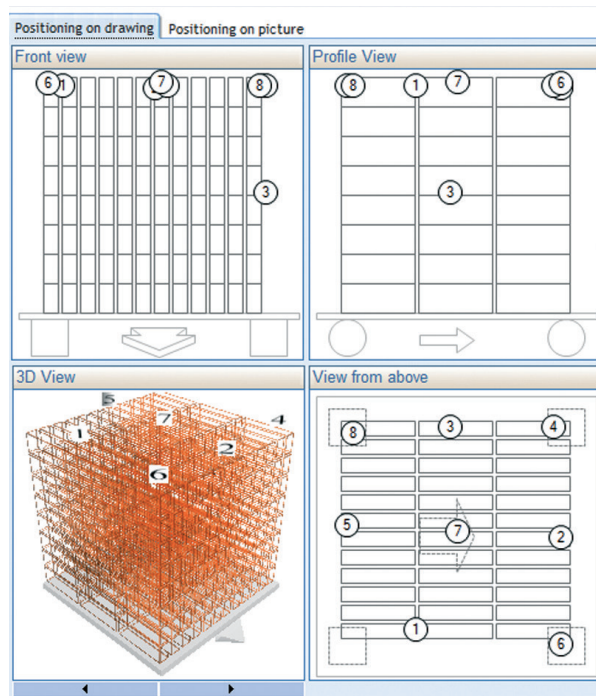 Positioning on drawing Positioning on picture
Front view
6 1 7 8
3
Profile View
8 1 7 6
3
3D View
5
7 4
1
2
6
View from above
3 4
8
5 7 2
1
6